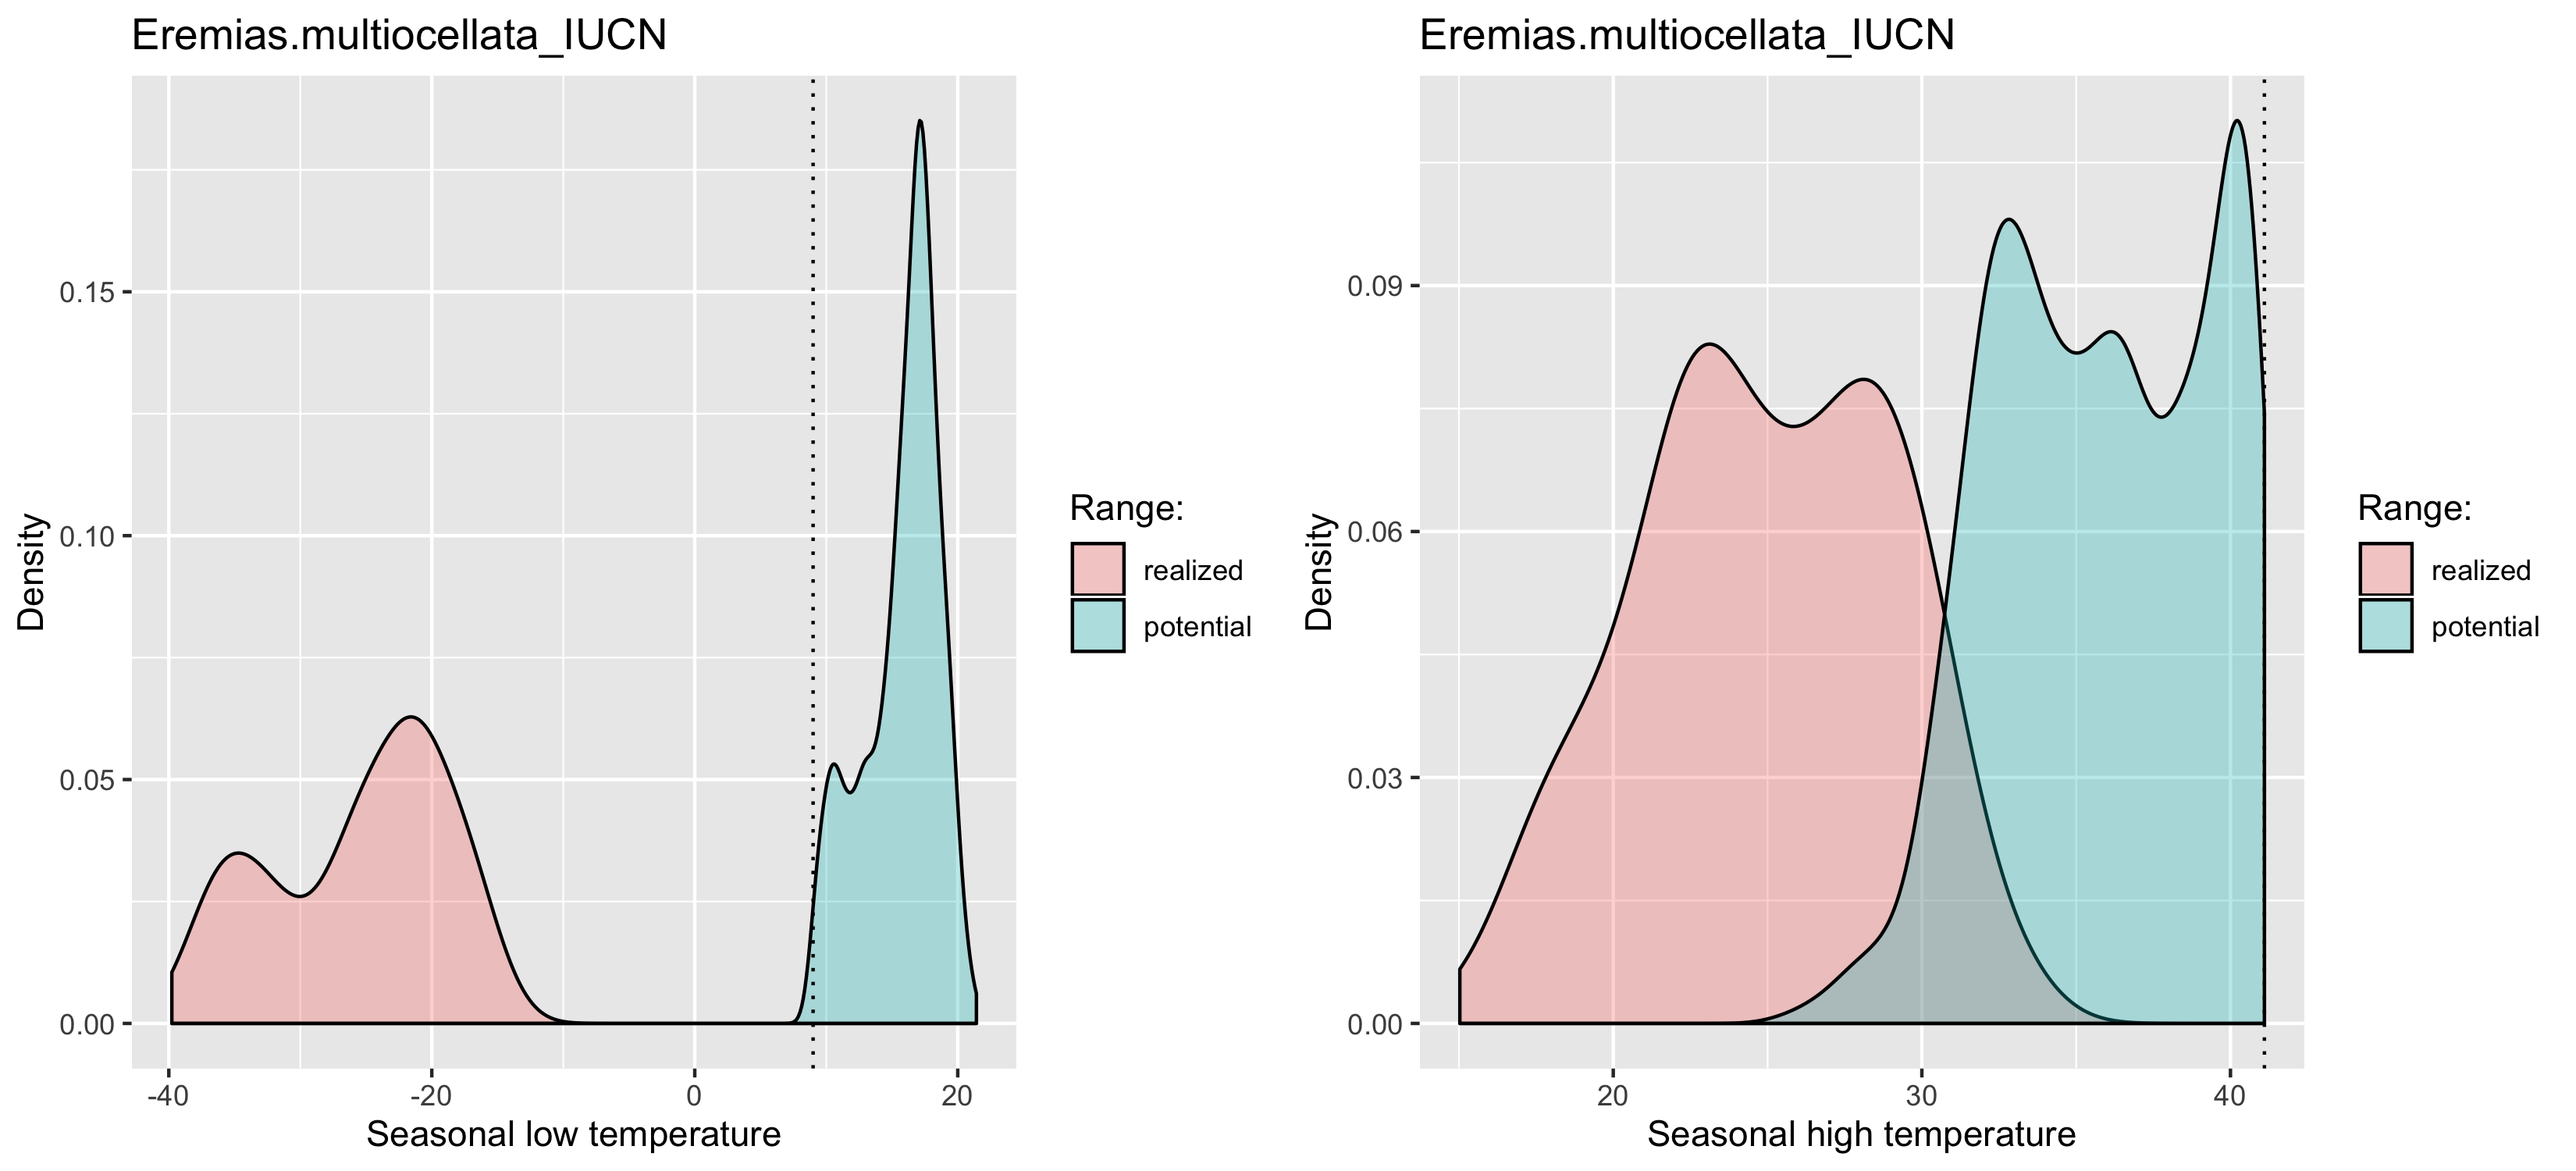 Eremias.multiocellata_IUCN
Density
0.15
0.10
0.05
0.00
-40
-20
0
20
Seasonal low temperature
Range:
realized
potential
Eremias.multiocellata_IUCN
Density
0.09
0.06
0.03
0.00
20
30
40
Seasonal high temperature
Range:
realized
potential